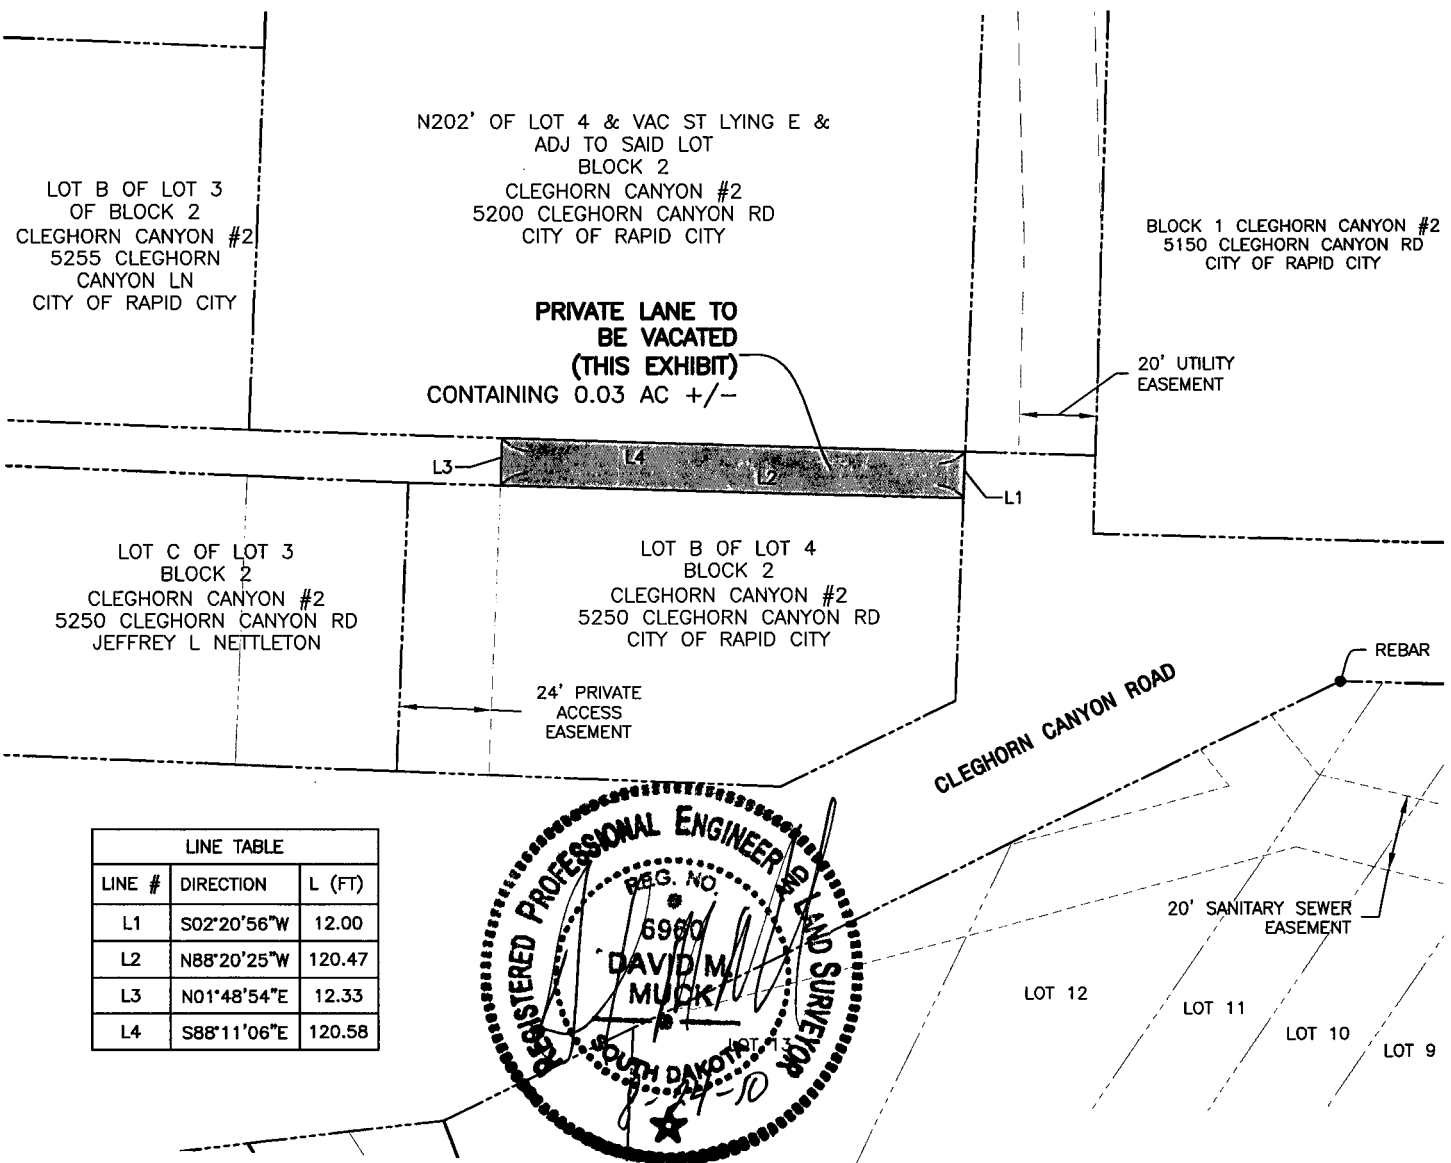 N202' OF LOT 4 & VAC ST LYING E &
ADJ TO SAID LOT
BLOCK 2
CLEGHORN CANYON #2
5200 CLEGHORN CANYON RD
CITY OF RAPID CITY
LOT B OF LOT 3
OF BLOCK 2
CLEGHORN CANYON #2
5255 CLEGHORN
CANYON LN
CITY OF RAPID CITY
BLOCK 1 CLEGHORN CANYON #2
5150 CLEGHORN CANYON RD
CITY OF RAPID CITY
PRIVATE LANE TO
BE VACATED
(THIS EXHIBIT)
CONTAINING 0.03 AC +/-
20' UTILITY
EASEMENT
L3
L4
L2
L1
LOT C OF LOT 3
BLOCK 2
CLEGHORN CANYON #2
5250 CLEGHORN CANYON RD
JEFFREY L NETTLETON
LOT B OF LOT 4
BLOCK 2
CLEGHORN CANYON #2
5250 CLEGHORN CANYON RD
CITY OF RAPID CITY
24' PRIVATE
ACCESS
EASEMENT
REBAR
CLEGHORN CANYON ROAD
LINE TABLE
LINE # DIRECTION L (FT)
L1 S02°20'56"W 12.00
L2 N88°20'25"W 120.47
L3 N01°48'54"E 12.33
L4 S88°11'06"E 120.58
REGISTERED PROFESSIONAL ENGINEER AND LAND SURVEYOR
REG. NO.
6960
DAVID M.
MUCK
SOUTH DAKOTA
LOT 13
20' SANITARY SEWER
EASEMENT
LOT 12
LOT 11
LOT 10
LOT 9